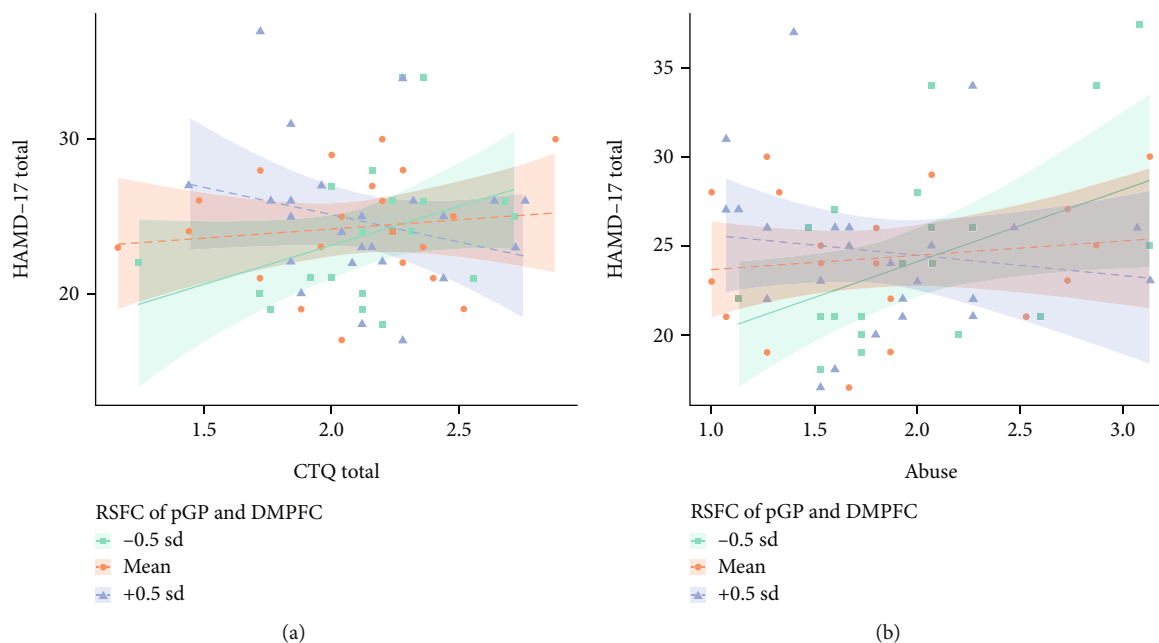 HAMD–17 total
30
20
1.5
2.0
2.5
CTQ total
RSFC of pGP and DMPFC
–0.5 sd
Mean
+0.5 sd
(a)
HAMD–17 total
35
30
25
20
1.0
1.5
2.0
2.5
3.0
Abuse
RSFC of pGP and DMPFC
–0.5 sd
Mean
+0.5 sd
(b)